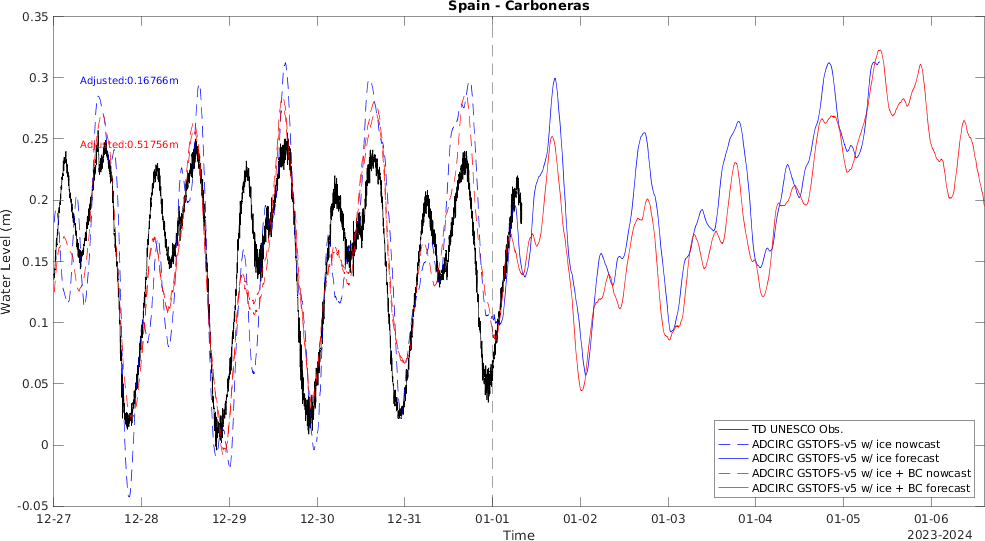 Spain - Carboneras
0.35
0.3
0.25
0.2
0.15
0.1
0.05
0
-0.05
Water Level (m)
Adjusted:0.16766m
Adjusted:0.51756m
TD UNESCO Obs.
ADCIRC GSTOFS-v5 w/ ice nowcast
ADCIRC GSTOFS-v5 w/ ice forecast
ADCIRC GSTOFS-v5 w/ ice + BC nowcast
ADCIRC GSTOFS-v5 w/ ice + BC forecast
12-27 12-28 12-29 12-30 12-31 01-01 01-02 01-03 01-04 01-05 01-06
Time
2023-2024